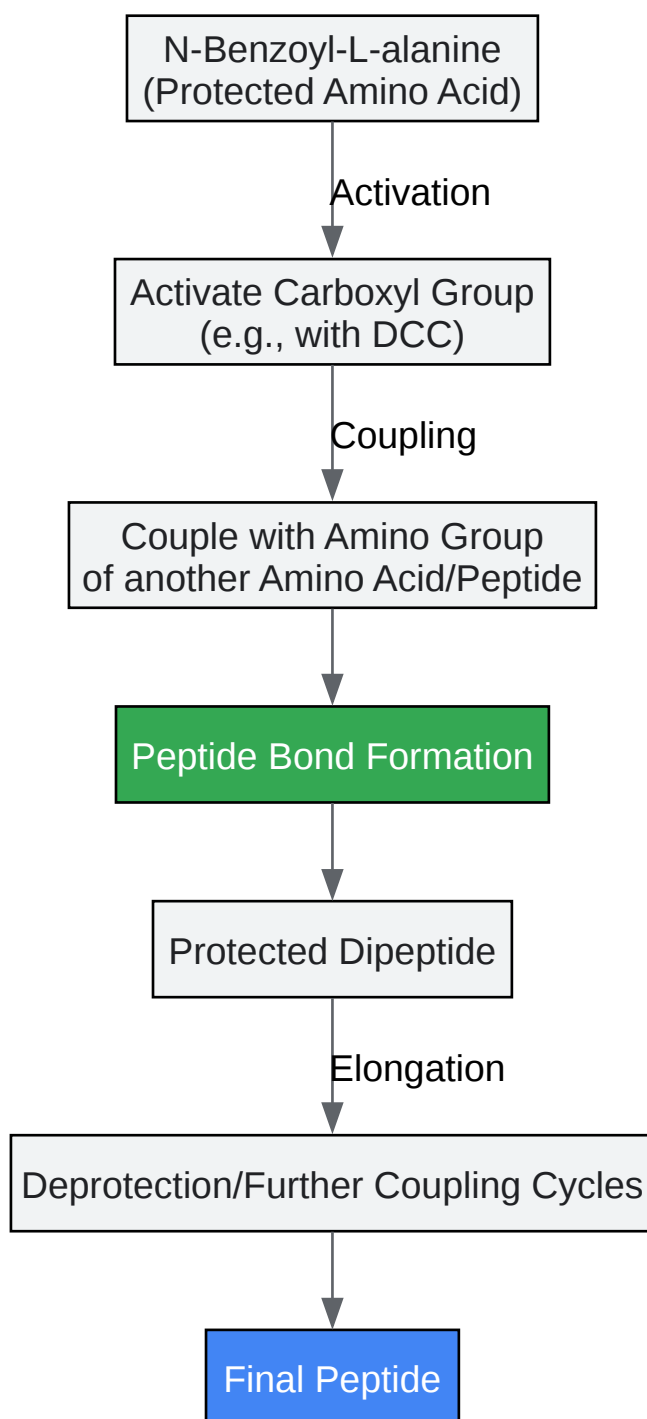 N-Benzoyl-L-alanine
(Protected Amino Acid)
Activation
Activate Carboxyl Group
(e.g., with DCC)
Coupling
Couple with Amino Group
of another Amino Acid/Peptide
Peptide Bond Formation
Protected Dipeptide
Elongation
Deprotection/Further Coupling Cycles
Final Peptide